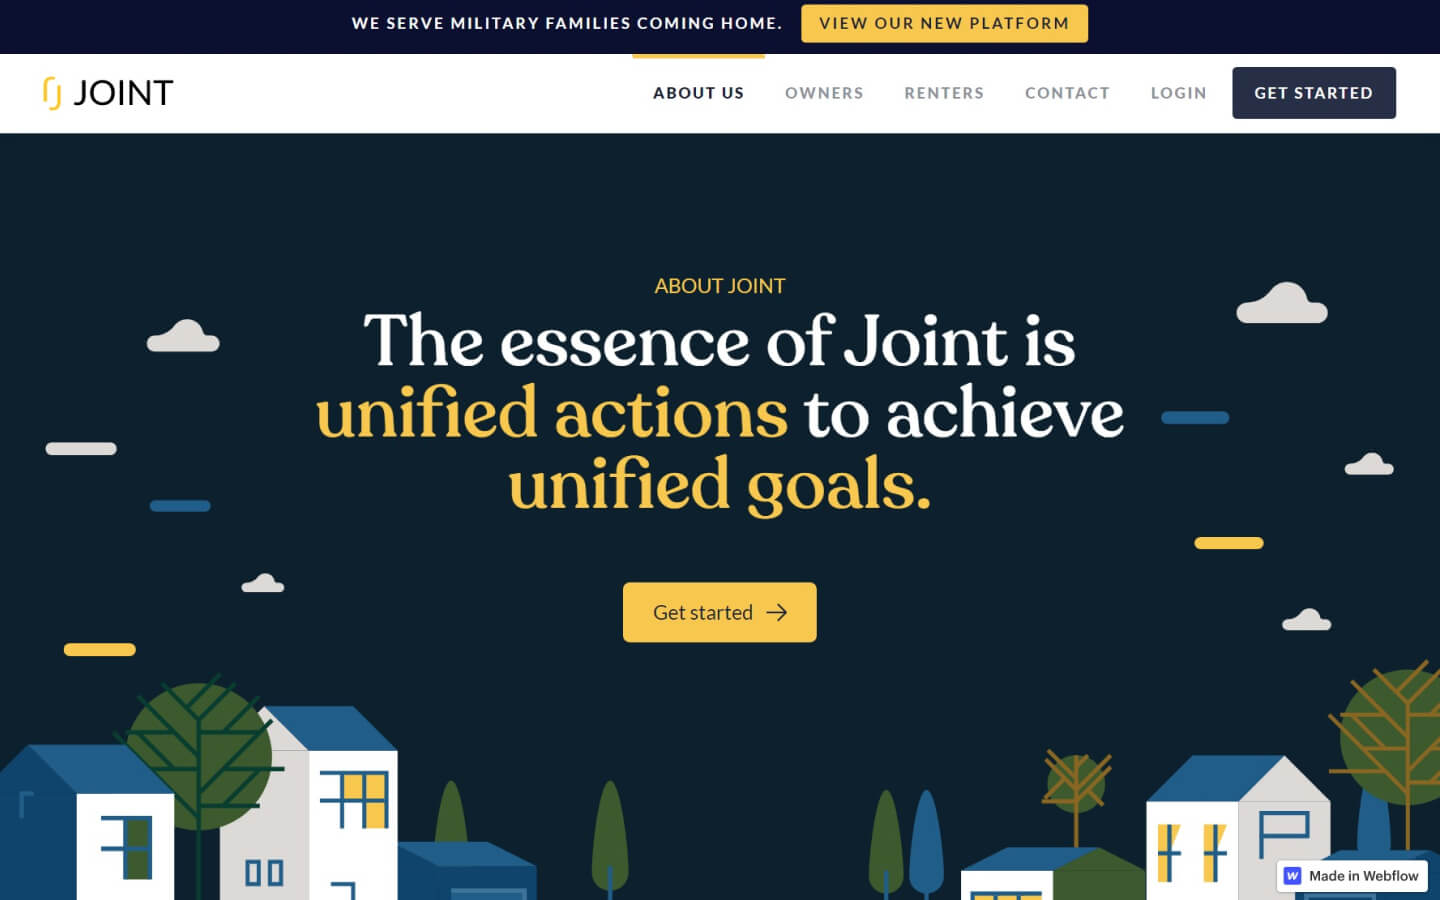 WE SERVE MILITARY FAMILIES COMING HOME. VIEW OUR NEW PLATFORM
JOINT ABOUT US OWNERS RENTERS CONTACT LOGIN GET STARTED
ABOUT JOINT
The essence of Joint is
unified actions to achieve
unified goals.
Get started
Made in Webflow